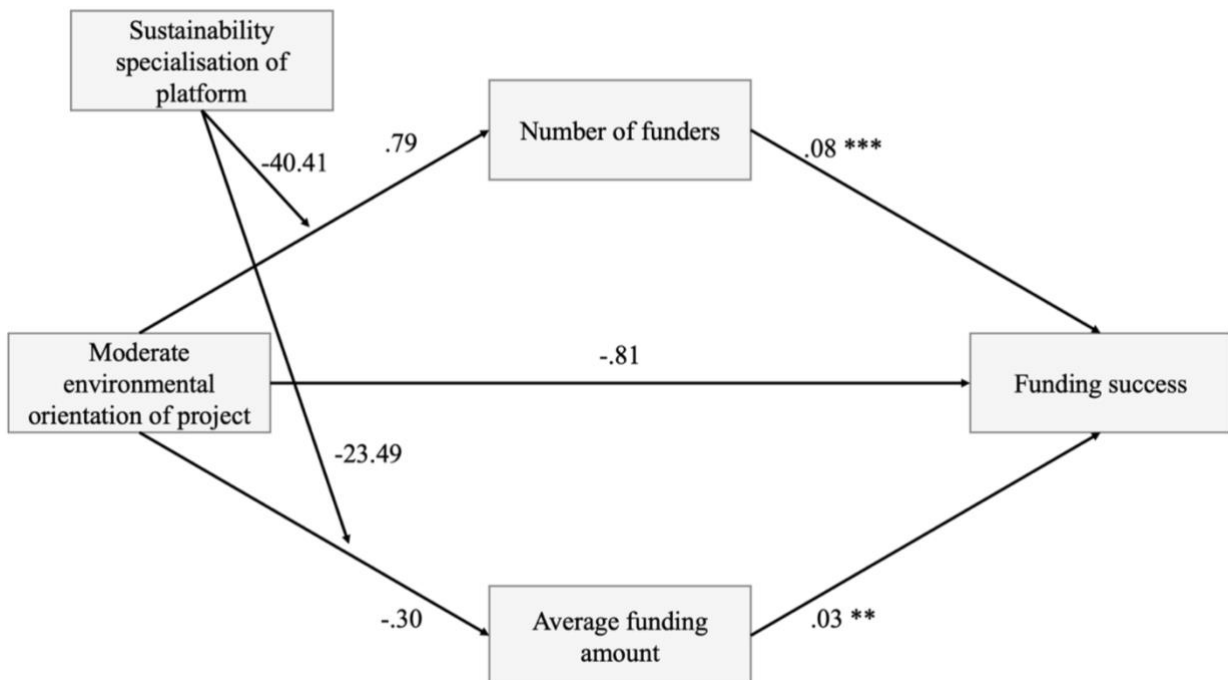 Sustainability
specialisation of
platform
Number of funders
.79
.08 ***
-40.41
Moderate
environmental
orientation of project
-.81
Funding success
-23.49
-.30
Average funding
amount
.03 **